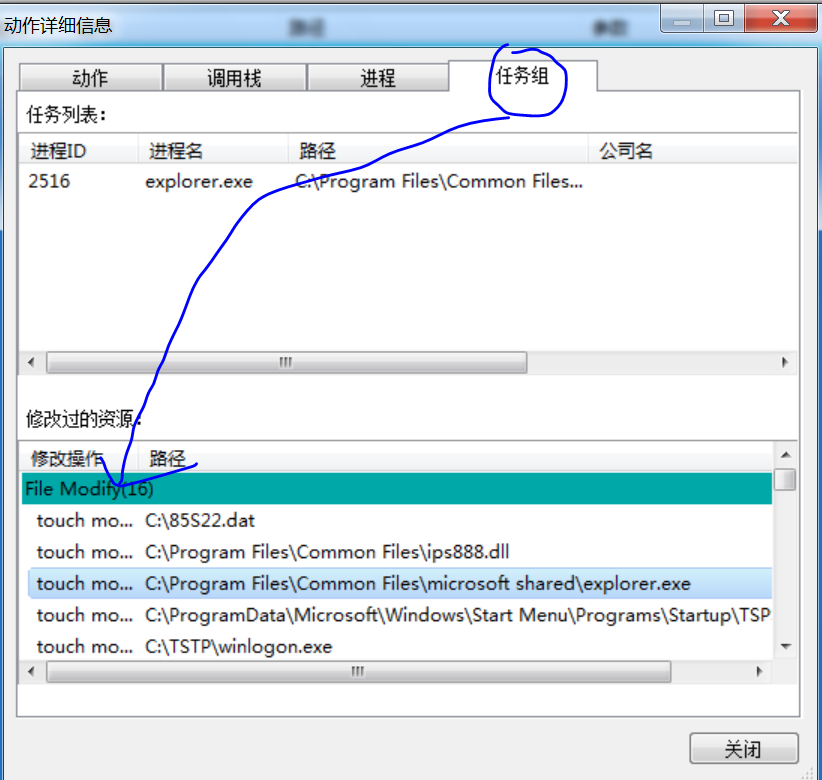 动作详细信息
动作 调用栈 进程 任务组
任务列表：
进程ID 进程名 路径 公司名
2516 explorer.exe C:\Program Files\Common Files...
修改过的资源：
修改操作 路径
File Modify(16)
touch mo... C:\85S22.dat
touch mo... C:\Program Files\Common Files\ips888.dll
touch mo... C:\Program Files\Common Files\microsoft shared\explorer.exe
touch mo... C:\ProgramData\Microsoft\Windows\Start Menu\Programs\Startup\TSP
touch mo... C:\TSTP\winlogon.exe
关闭